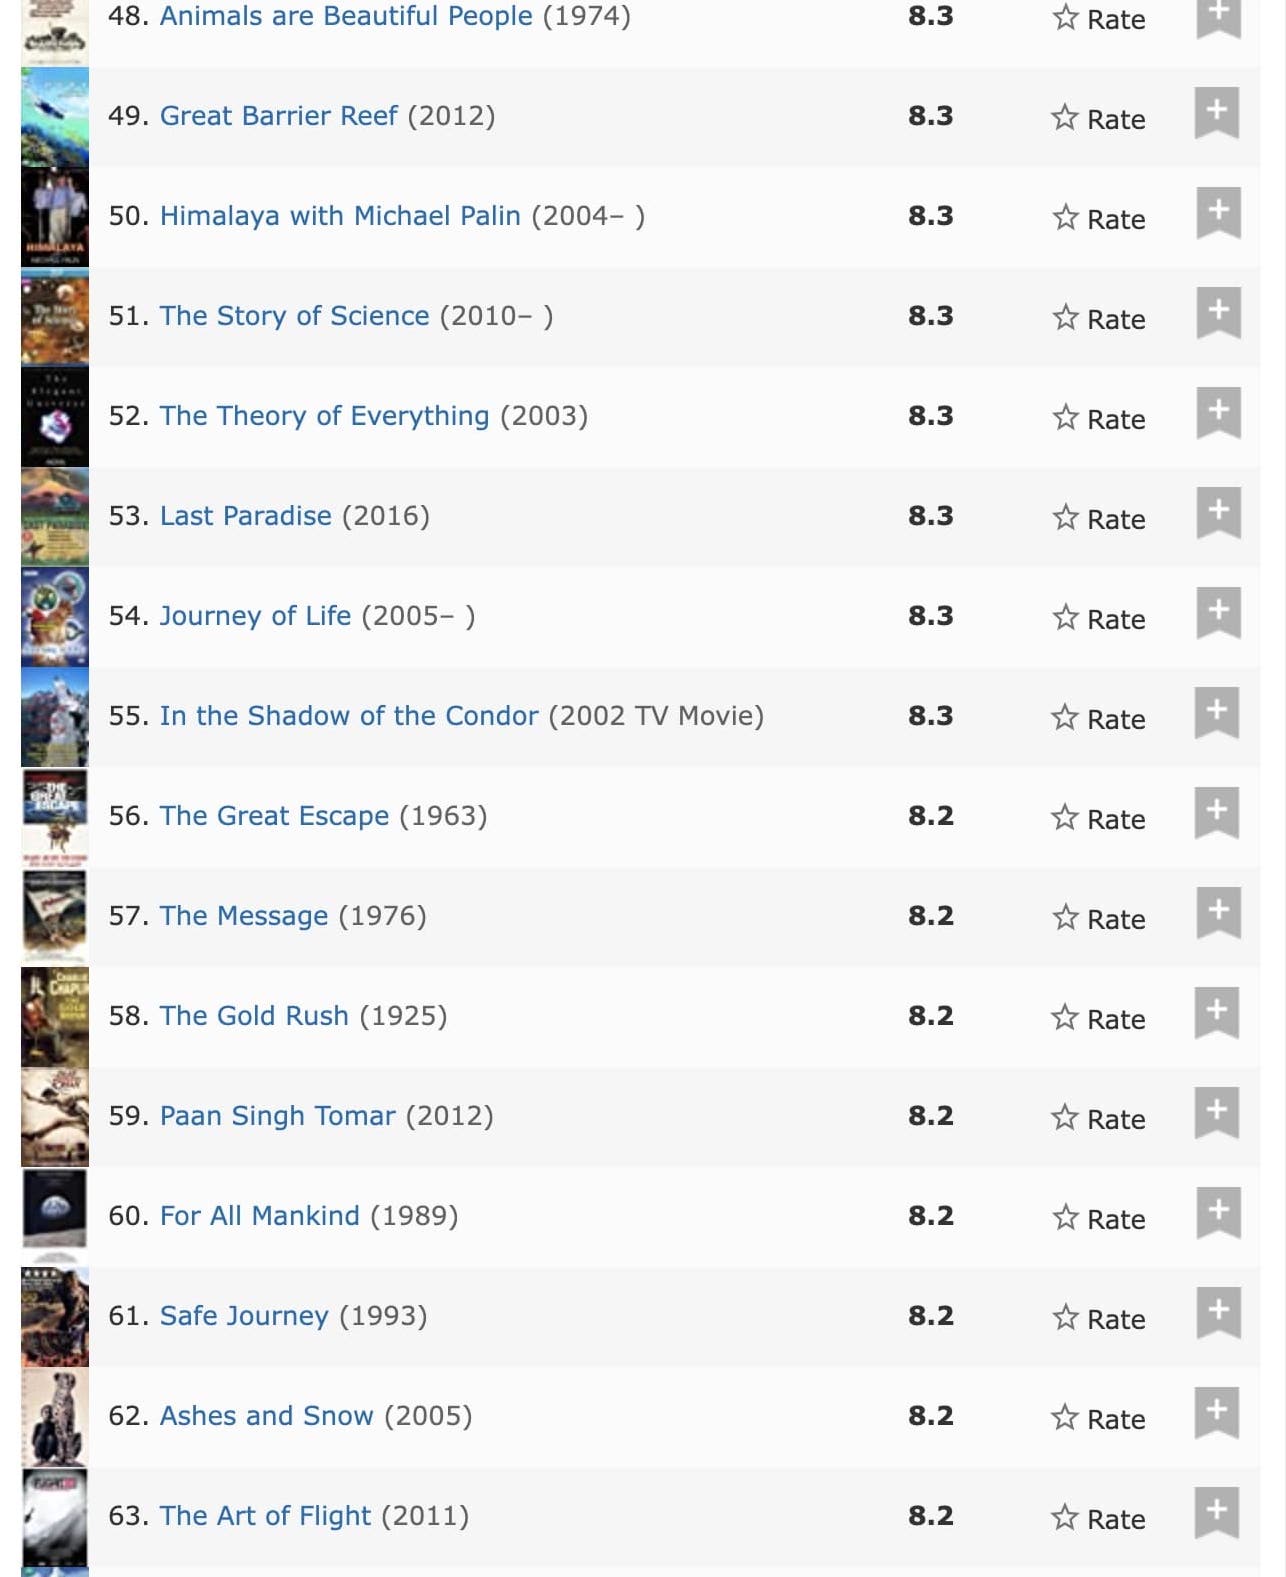 48. Animals are Beautiful People (1974) 8.3 Rate
49. Great Barrier Reef (2012) 8.3 Rate
50. Himalaya with Michael Palin (2004– ) 8.3 Rate
51. The Story of Science (2010– ) 8.3 Rate
52. The Theory of Everything (2003) 8.3 Rate
53. Last Paradise (2016) 8.3 Rate
54. Journey of Life (2005– ) 8.3 Rate
55. In the Shadow of the Condor (2002 TV Movie) 8.3 Rate
56. The Great Escape (1963) 8.2 Rate
57. The Message (1976) 8.2 Rate
58. The Gold Rush (1925) 8.2 Rate
59. Paan Singh Tomar (2012) 8.2 Rate
60. For All Mankind (1989) 8.2 Rate
61. Safe Journey (1993) 8.2 Rate
62. Ashes and Snow (2005) 8.2 Rate
63. The Art of Flight (2011) 8.2 Rate